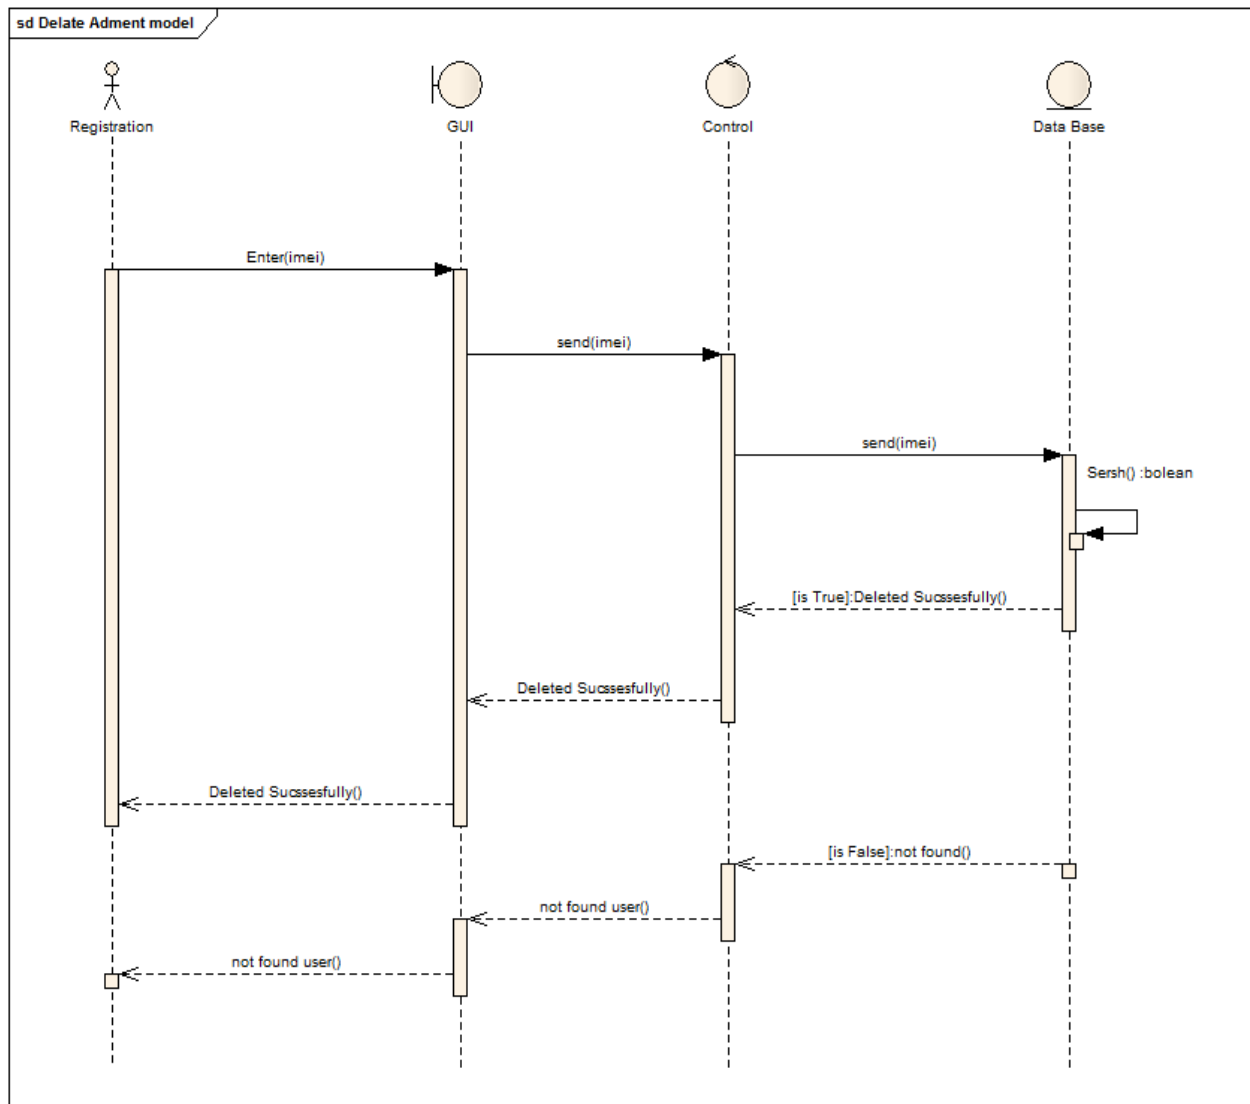 sd Delate Adment model
Registration
GUI
Control
Data Base
Enter(imei)
send(imei)
send(imei)
Sersh() :bolean
[is True]:Deleted Sucssesfully()
Deleted Sucssesfully()
Deleted Sucssesfully()
[is False]:not found()
not found user()
not found user()